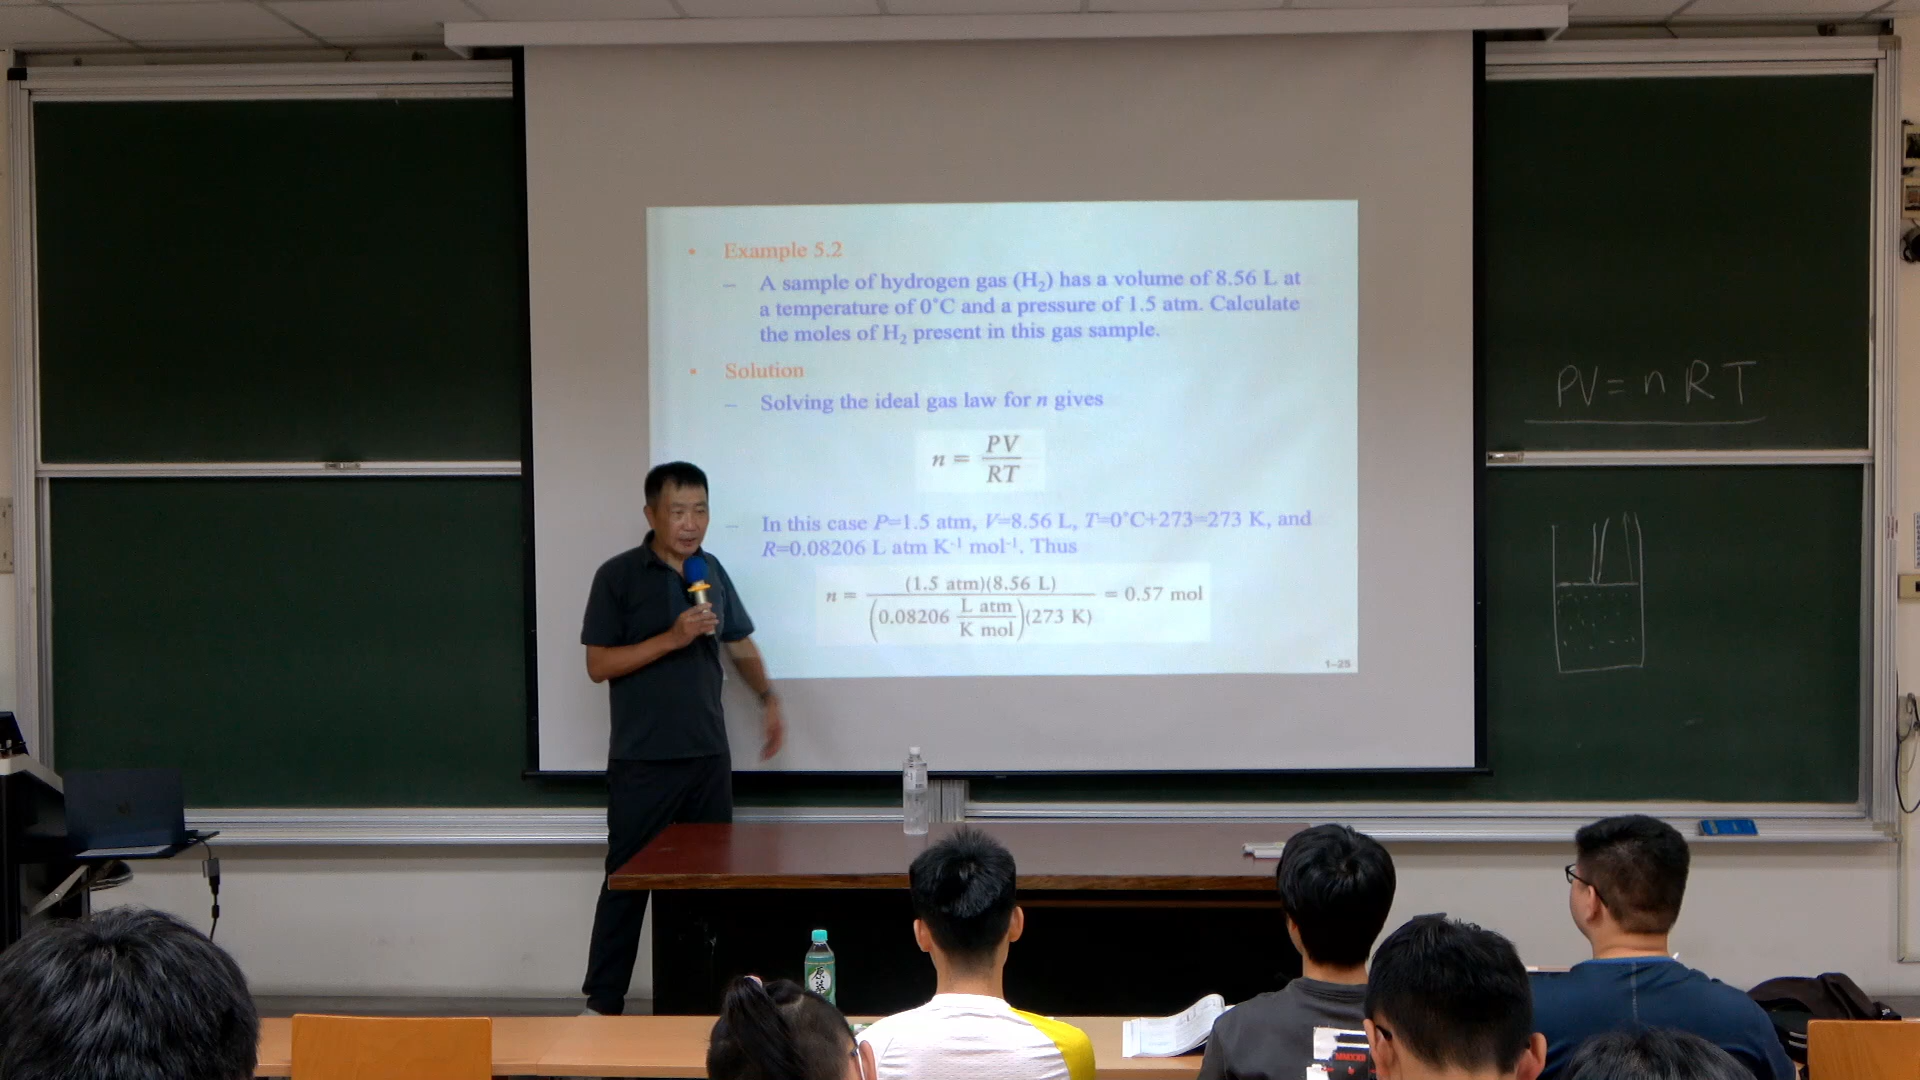 • Example 5.2
– A sample of hydrogen gas (H₂) has a volume of 8.56 L at
a temperature of 0°C and a pressure of 1.5 atm. Calculate
the moles of H₂ present in this gas sample.
• Solution
– Solving the ideal gas law for n gives
n = PV/RT
– In this case P=1.5 atm, V=8.56 L, T=0°C+273=273 K, and
R=0.08206 L atm K⁻¹ mol⁻¹. Thus
n = (1.5 atm)(8.56 L) / (0.08206 L atm/K mol)(273 K) = 0.57 mol
1–25
PV = n R T
原萃